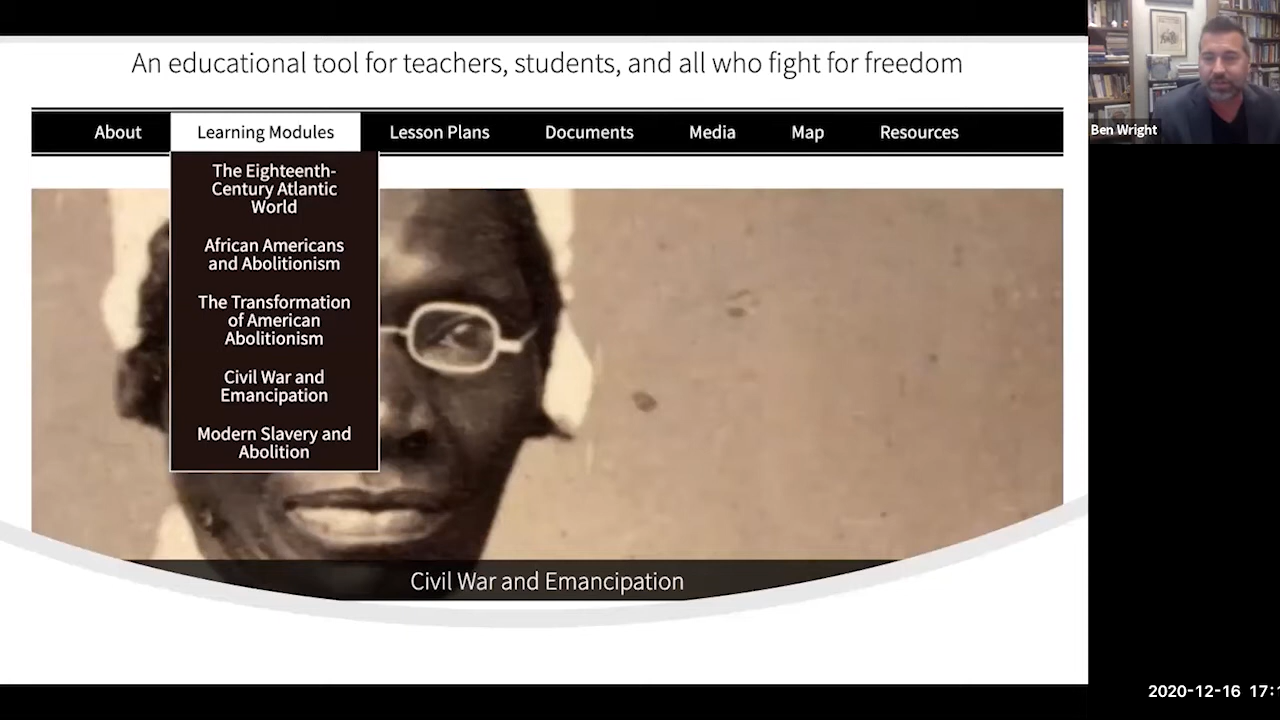 An educational tool for teachers, students, and all who fight for freedom
Ben Wright
About Learning Modules Lesson Plans Documents Media Map Resources
The Eighteenth-
Century Atlantic
World
African Americans
and Abolitionism
The Transformation
of American
Abolitionism
Civil War and
Emancipation
Modern Slavery and
Abolition
Civil War and Emancipation
2020-12-16 17:1